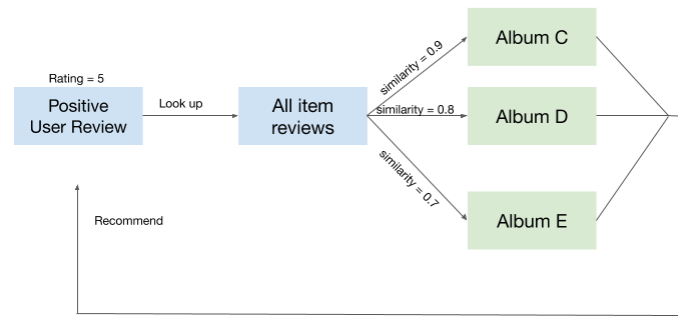 Rating = 5
Positive
User Review
Look up
All item
reviews
similarity = 0.9
similarity = 0.8
similarity = 0.7
Album C
Album D
Album E
Recommend